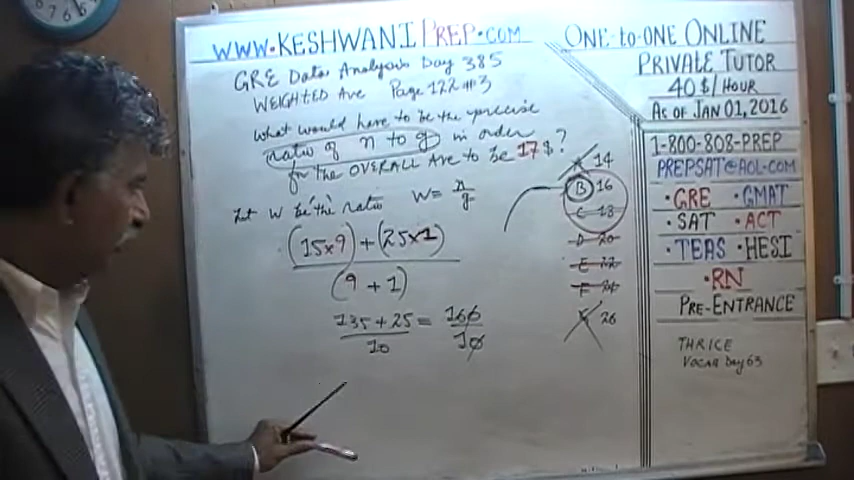 WWW.KESHWANIPREP.COM
GRE Data Analysis Day 385
WEIGHTED AVE Page 122 #3
what would have to be the precise
ratio of n to g in order
for the OVERALL AVE to be 17$?
let W be the ratio W = n/g
(15x9) + (25x1)
(9 + 1)
135 + 25 = 160
10 10
A 14
B 16
C 18
D 20
E 22
F 24
26
ONE-to-ONE ONLINE
PRIVATE TUTOR
40$/HOUR
AS OF JAN 01, 2016
1-800-808-PREP
PREPSAT@AOL.COM
•GRE •GMAT
•SAT •ACT
•TEAS •HESI
•RN
PRE-ENTRANCE
THRICE
VOCAB Day 63